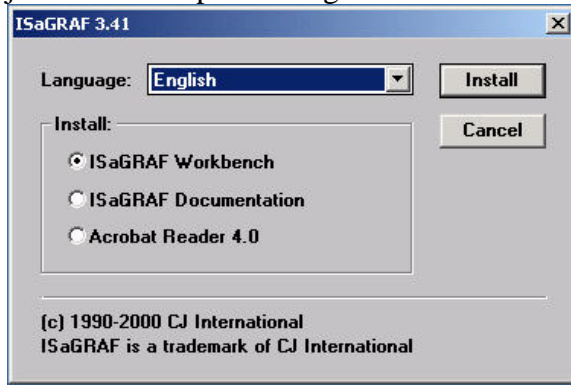 ISaGRAF 3.41
Language: English Install
Install: Cancel
ISaGRAF Workbench
ISaGRAF Documentation
Acrobat Reader 4.0
(c) 1990-2000 CJ International
ISaGRAF is a trademark of CJ International